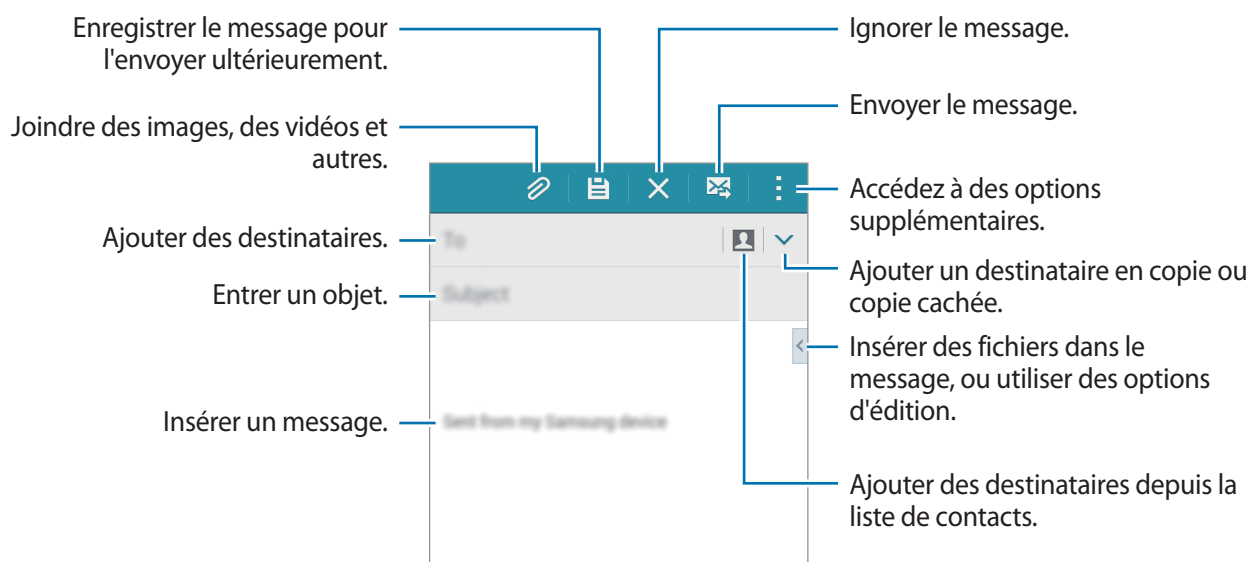 Enregistrer le message pour
l'envoyer ultérieurement.
Joindre des images, des vidéos et
autres.
Ajouter des destinataires.
Entrer un objet.
Insérer un message.
To
Subject
Sent from my Samsung device
Ignorer le message.
Envoyer le message.
Accédez à des options
supplémentaires.
Ajouter un destinataire en copie ou
copie cachée.
Insérer des fichiers dans le
message, ou utiliser des options
d'édition.
Ajouter des destinataires depuis la
liste de contacts.